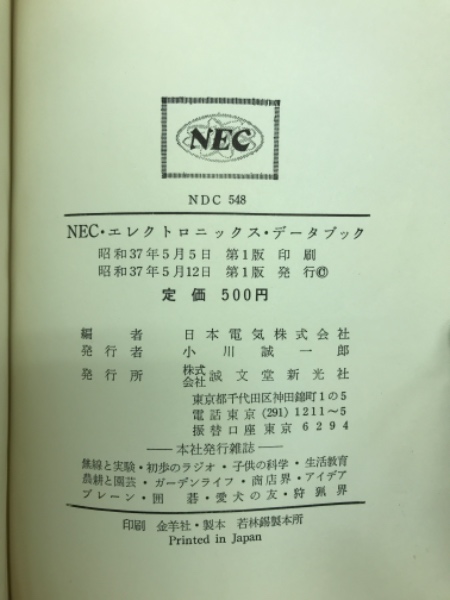 NEC
NDC 548
NEC・エレクトロニックス・データブック
昭和37年5月5日 第1版 印刷
昭和37年5月12日 第1版 発行©
定価 500円
編者 日本電気株式会社
発行者 小川誠一郎
発行所 株式会社 誠文堂新光社
東京都千代田区神田錦町1の5
電話東京(291)1211~5
振替口座東京 6294
――本社発行雑誌――
無線と実験・初歩のラジオ・子供の科学・生活教育
農耕と園芸・ガーデンライフ・商店界・アイデア
ブレーン・囲碁・愛犬の友・狩猟界
印刷 金羊社・製本 若林錫製本所
Printed in Japan